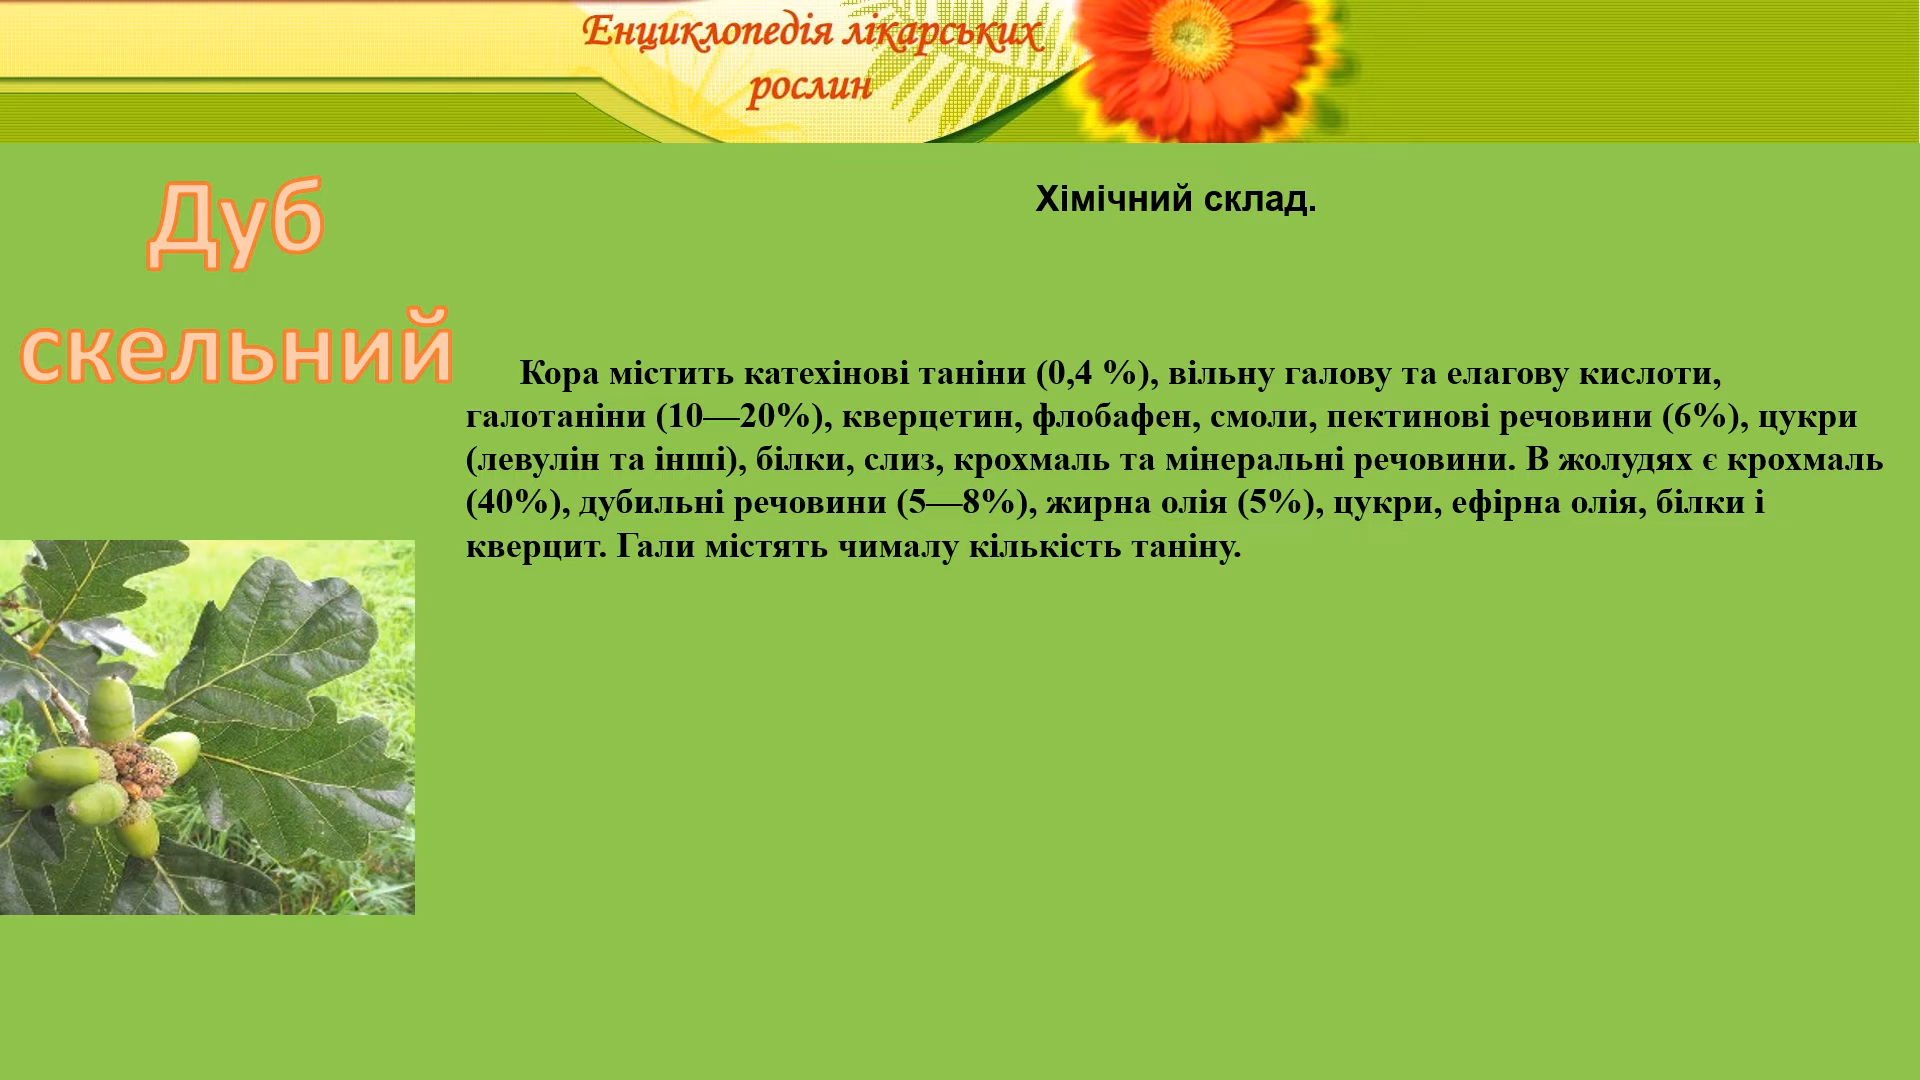 Енциклопедія лікарських
рослин
Дуб
скельний
Хімічний склад.
Кора містить катехінові таніни (0,4 %), вільну галову та елагову кислоти,
галотаніни (10—20%), кверцетин, флобафен, смоли, пектинові речовини (6%), цукри
(левулін та інші), білки, слиз, крохмаль та мінеральні речовини. В жолудях є крохмаль
(40%), дубильні речовини (5—8%), жирна олія (5%), цукри, ефірна олія, білки і
кверцит. Гали містять чималу кількість таніну.